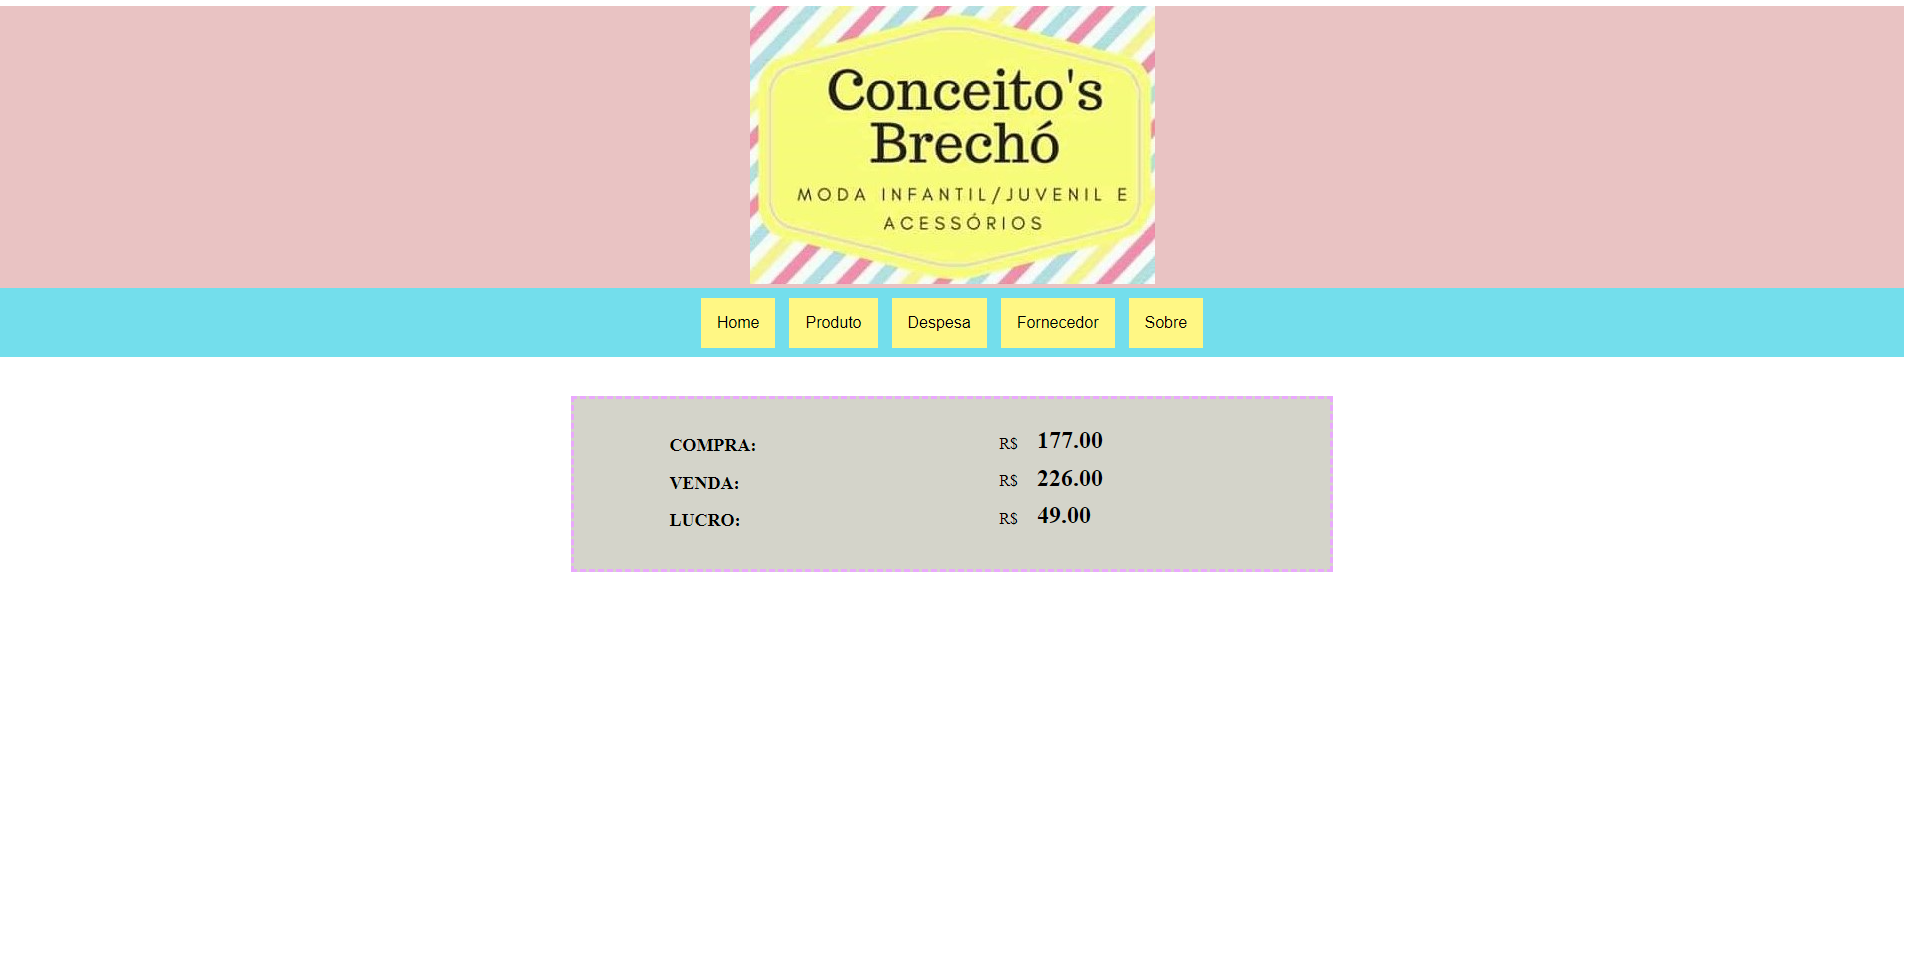 Conceito's
Brechó
MODA INFANTIL/JUVENIL E
ACESSÓRIOS
Home Produto Despesa Fornecedor Sobre
COMPRA: R$ 177.00
VENDA: R$ 226.00
LUCRO: R$ 49.00